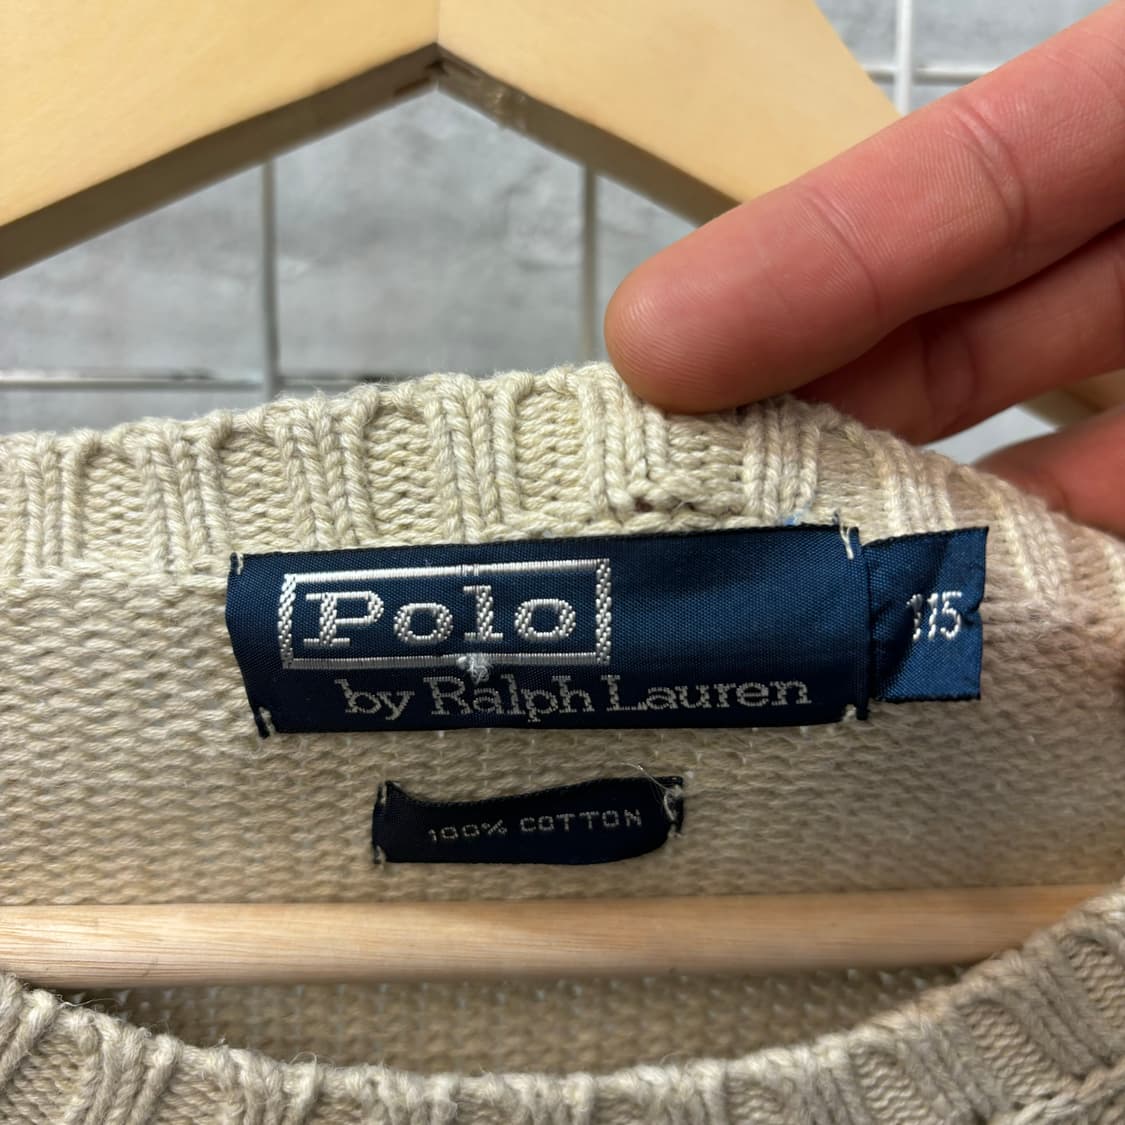 Polo
by Ralph Lauren
115
100% COTTON